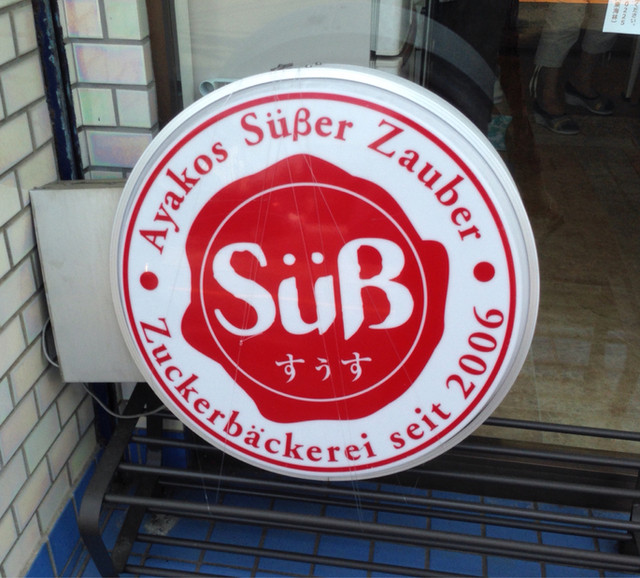 Ayakos Süßer Zauber
Süß
すぅす
Zuckerbäckerei seit 2006